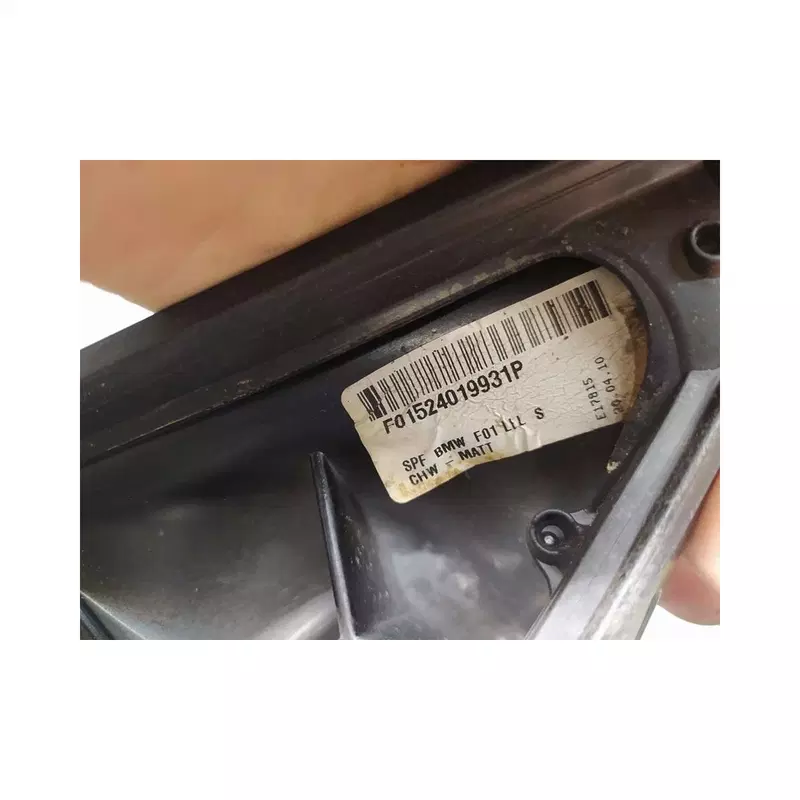 F01524019931P
SPF BMW F01 LLL S
CHW - MATT
E17815
20.04.10